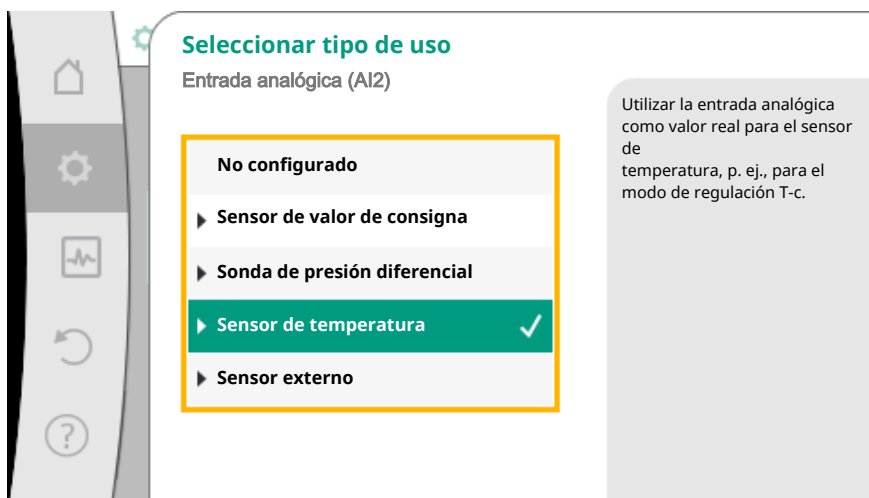 Seleccionar tipo de uso
Entrada analógica (AI2)
No configurado
Sensor de valor de consigna
Sonda de presión diferencial
Sensor de temperatura
Sensor externo
Utilizar la entrada analógica
como valor real para el sensor
de
temperatura, p. ej., para el
modo de regulación T-c.
?